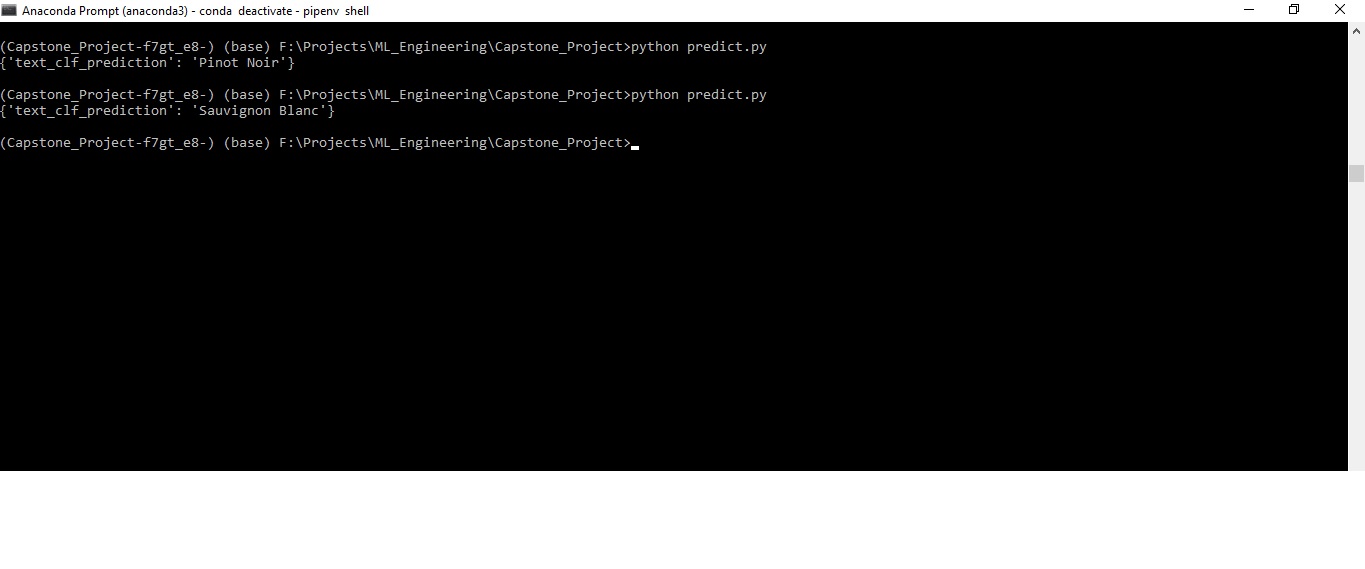 Anaconda Prompt (anaconda3) - conda  deactivate - pipenv  shell
(Capstone_Project-f7gt_e8-) (base) F:\Projects\ML_Engineering\Capstone_Project>python predict.py
{'text_clf_prediction': 'Pinot Noir'}
(Capstone_Project-f7gt_e8-) (base) F:\Projects\ML_Engineering\Capstone_Project>python predict.py
{'text_clf_prediction': 'Sauvignon Blanc'}
(Capstone_Project-f7gt_e8-) (base) F:\Projects\ML_Engineering\Capstone_Project>